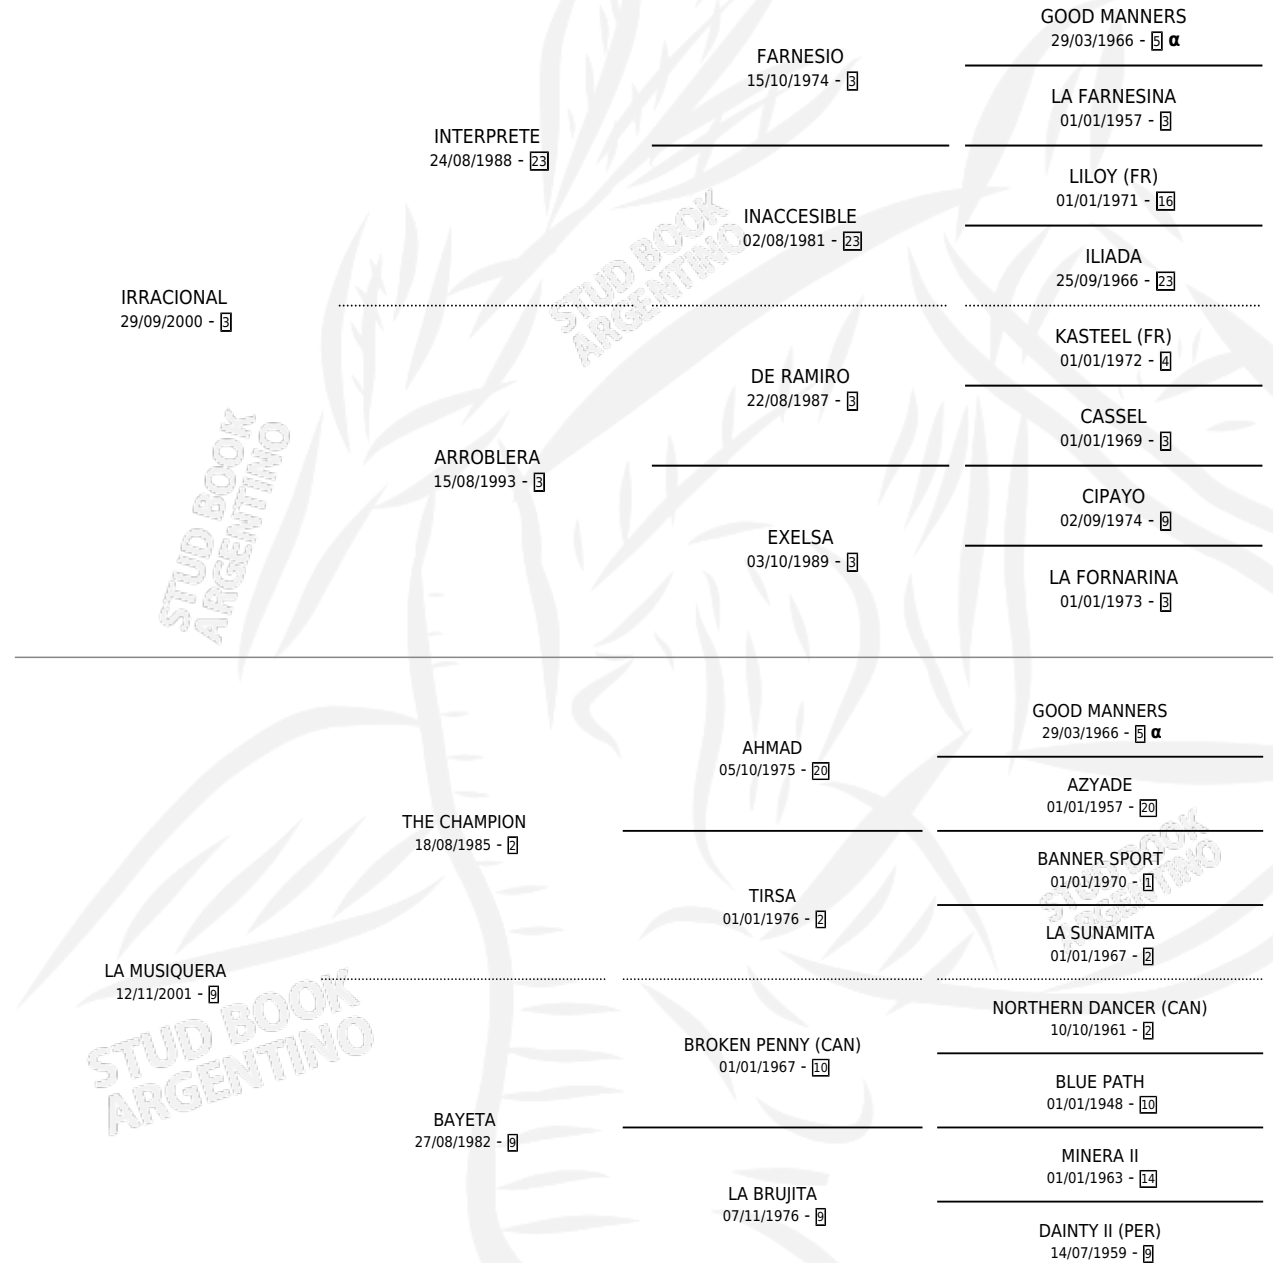 GOOD MANNERS
29/03/1966 - 5 α
FARNESIO
15/10/1974 - 3
LA FARNESINA
01/01/1957 - 3
INTERPRETE
24/08/1988 - 23
LILOY (FR)
01/01/1971 - 16
INACCESIBLE
02/08/1981 - 23
ILIADA
25/09/1966 - 23
IRRACIONAL
29/09/2000 - 3
KASTEEL (FR)
01/01/1972 - 4
DE RAMIRO
22/08/1987 - 3
CASSEL
01/01/1969 - 3
ARROBLERA
15/08/1993 - 3
CIPAYO
02/09/1974 - 9
EXELSA
03/10/1989 - 3
LA FORNARINA
01/01/1973 - 3
STUD BOOK
ARGENTINO
STUD BOOK
ARGENTINO
GOOD MANNERS
29/03/1966 - 5 α
AHMAD
05/10/1975 - 20
AZYADE
01/01/1957 - 20
THE CHAMPION
18/08/1985 - 2
BANNER SPORT
01/01/1970 - 1
TIRSA
01/01/1976 - 2
LA SUNAMITA
01/01/1967 - 2
LA MUSIQUERA
12/11/2001 - 9
NORTHERN DANCER (CAN)
10/10/1961 - 2
BROKEN PENNY (CAN)
01/01/1967 - 10
BLUE PATH
01/01/1948 - 10
BAYETA
27/08/1982 - 9
MINERA II
01/01/1963 - 14
LA BRUJITA
07/11/1976 - 9
DAINTY II (PER)
14/07/1959 - 9
STUD BOOK
ARGENTINO
STUD BOOK
ARGENTINO